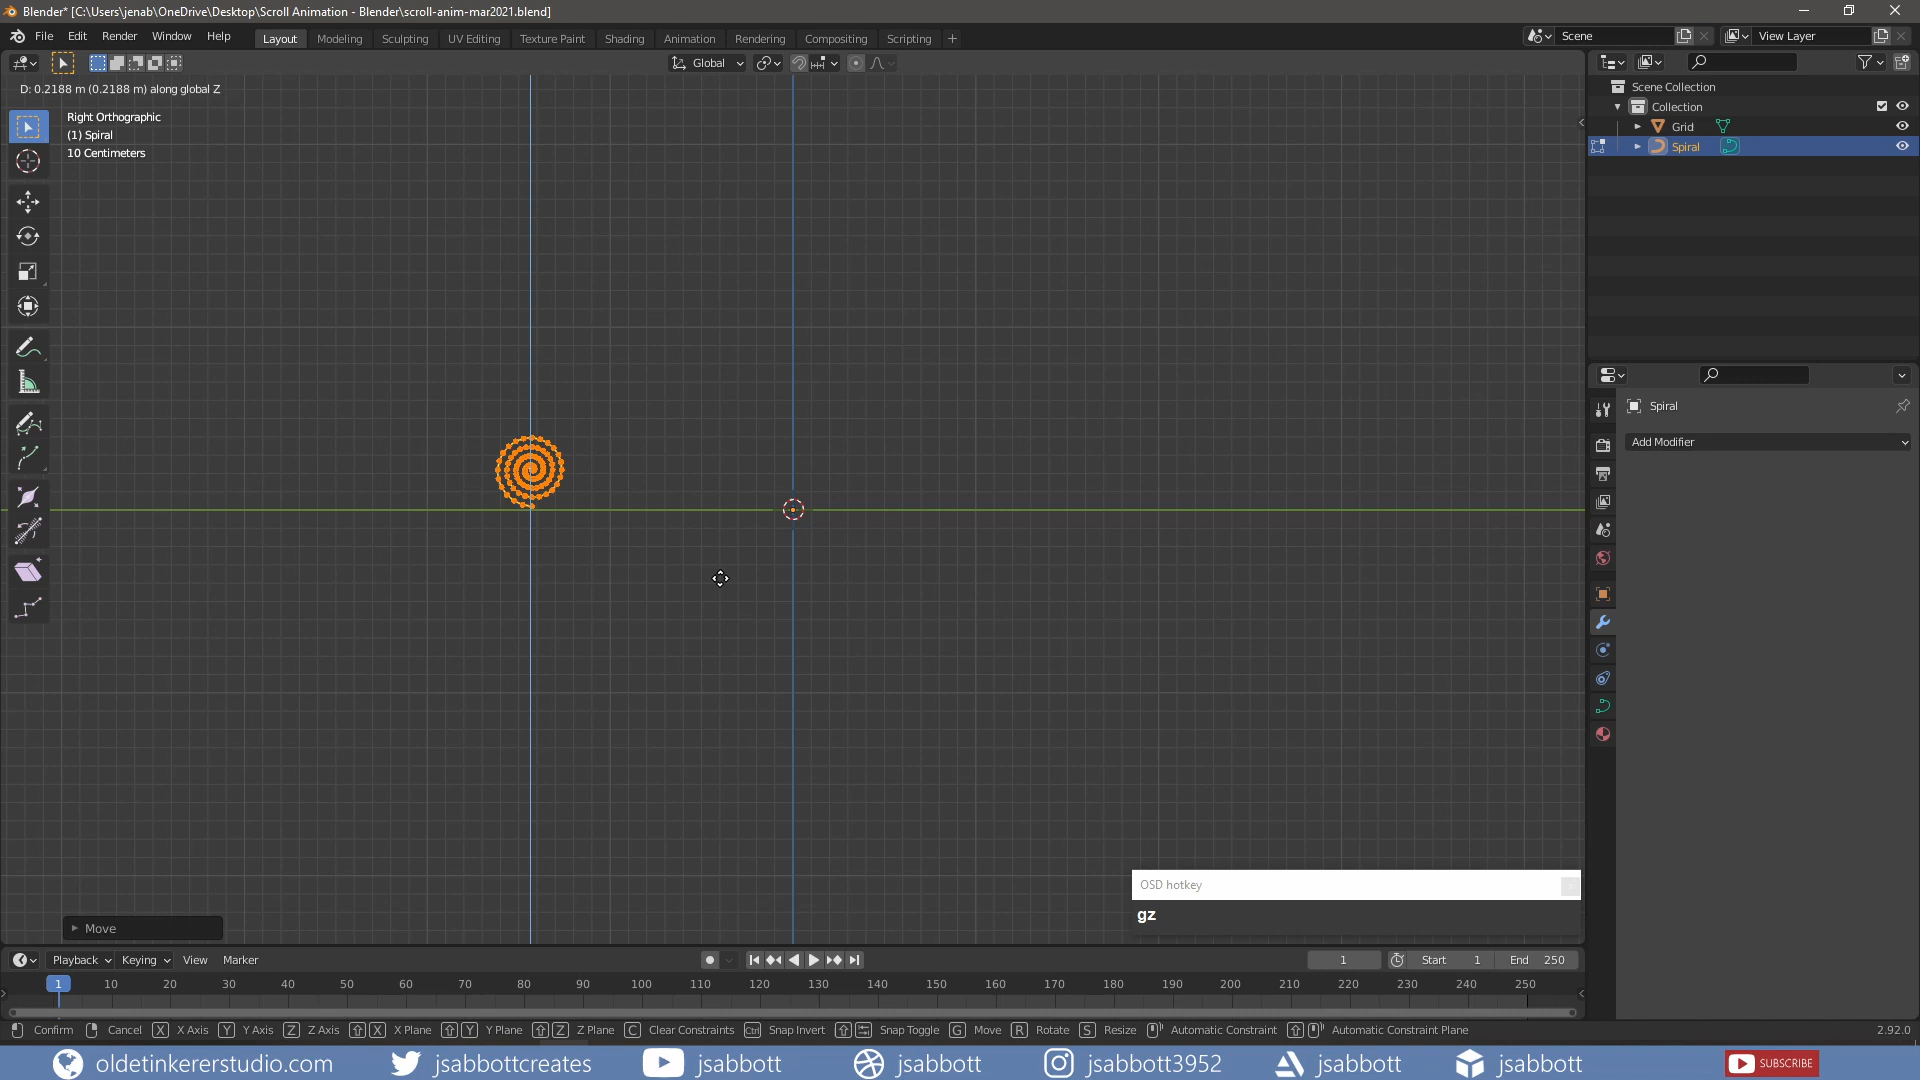 Blender* [C:\Users\jenab\OneDrive\Desktop\Scroll Animation - Blender\scroll-anim-mar2021.blend]
File Edit Render Window Help Layout Modeling Sculpting UV Editing Texture Paint Shading Animation Rendering Compositing Scripting + Scene View Layer
Global
D: 0.2188 m (0.2188 m) along global Z
Right Orthographic
(1) Spiral
10 Centimeters
Scene Collection
Collection
Grid
Spiral
Spiral
Add Modifier
OSD hotkey
gz
Move
Playback Keying View Marker 1 Start 1 End 250
1 10 20 30 40 50 60 70 80 90 100 110 120 130 140 150 160 170 180 190 200 210 220 230 240 250
Confirm Cancel X X Axis Y Y Axis Z Z Axis X X Plane Y Y Plane Z Z Plane C Clear Constraints Ctrl Snap Invert Snap Toggle G Move R Rotate S Resize Automatic Constraint Automatic Constraint Plane 2.92.0
oldetinkererstudio.com jsabbottcreates jsabbott jsabbott jsabbott3952 jsabbott jsabbott SUBSCRIBE